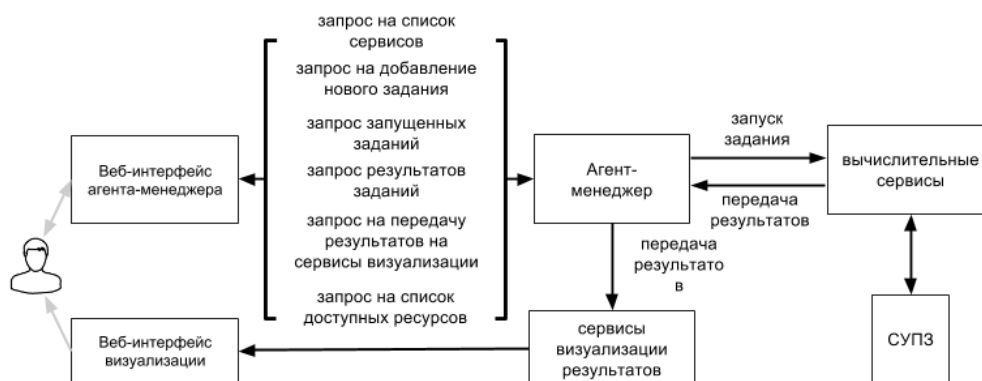 запрос на список
сервисов
запрос на добавление
нового задания
запрос запущенных
заданий
запрос результатов
заданий
запрос на передачу
результатов на
сервисы визуализации
запрос на список
доступных ресурсов
Веб-интерфейс
агента-менеджера
Агент-
менеджер
запуск
задания
вычислительные
сервисы
передача
результатов
передача
результато
в
Веб-интерфейс
визуализации
сервисы
визуализации
результатов
СУПЗ